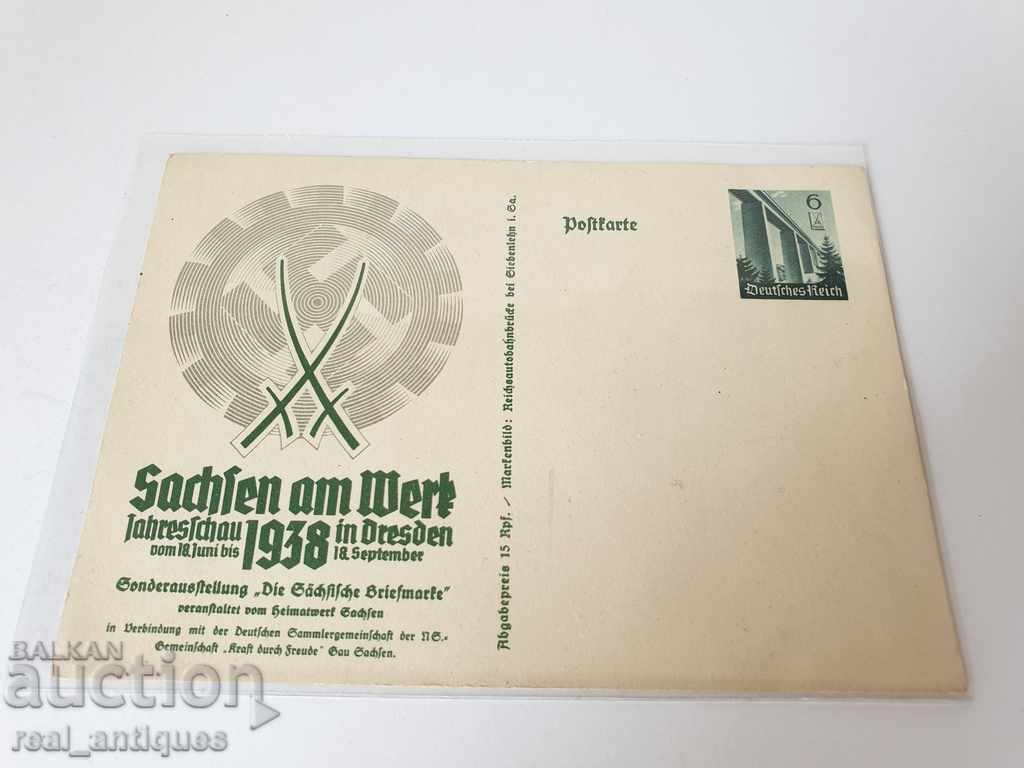 Sachsen am Werk
Jahresschau 1938 in Dresden
vom 18. Juni bis 18. September
Sonderausstellung „Die Sächsische Briefmarke"
veranstaltet vom Heimatwerk Sachsen
in Verbindung mit der Deutschen Sammlergemeinschaft der NS.-
Gemeinschaft „Kraft durch Freude" Gau Sachsen.
Abgabepreis 15 Rpf. / Markenbild: Reichsautobahnbrücke bei Siebenlehn i. Sa.
Postkarte
6
Deutsches Reich
BALKAN
auction
real_antiques